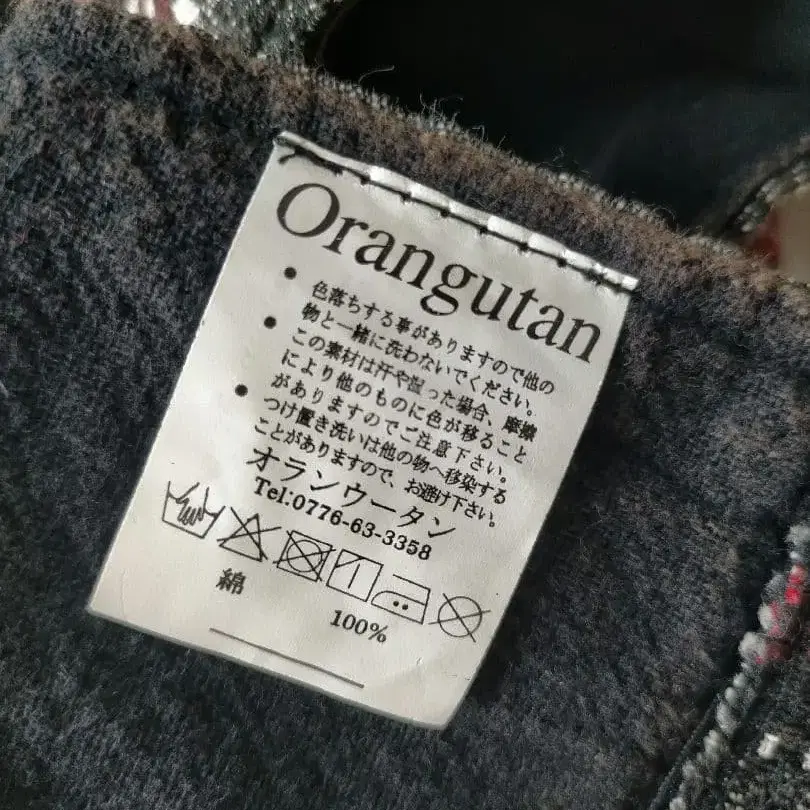 Orangutan
● 色落ちする事がありますので他の
物と一緒に洗わないでください。
● この素材は汗や湿った場合、摩擦
により他のものに色が移ること
がありますのでご注意下さい。
● つけ置き洗いは他の物へ移染する
ことがありますので、お避け下さい。
オランウータン
Tel:0776-63-3358
綿 100%